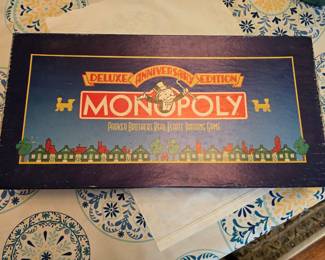 DELUXE ANNIVERSARY EDITION
MONOPOLY
PARKER BROTHERS REAL ESTATE TRADING GAME